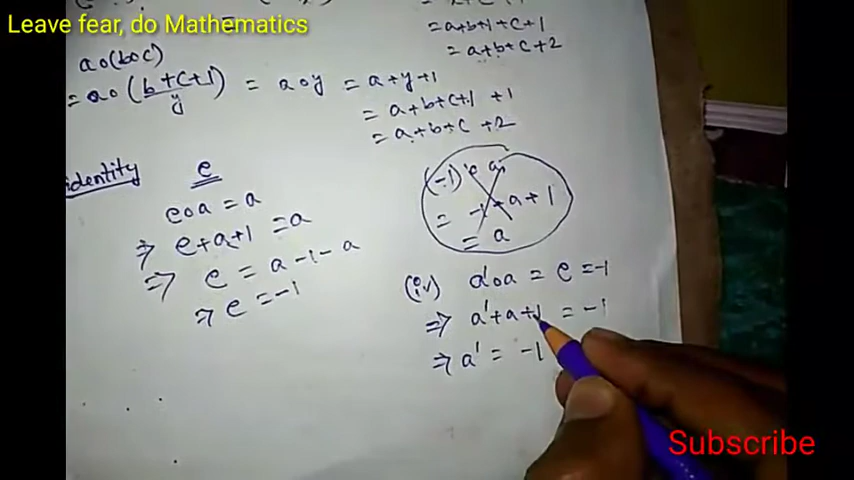 Leave fear, do Mathematics
= a+b+1+c+1
= a+b+c+2
a o (b o c)
= a o (b+c+1) = a o y = a+y+1
y
= a+b+c+1 +1
= a+b+c +2
identity e
e o a = a
⇒ e+a+1 = a
⇒ e = a-1-a
⇒ e = -1
(-1) o a
= -1+a+1
= a
(iv) a' o a = e = -1
⇒ a'+a+1 = -1
⇒ a' = -1
Subscribe